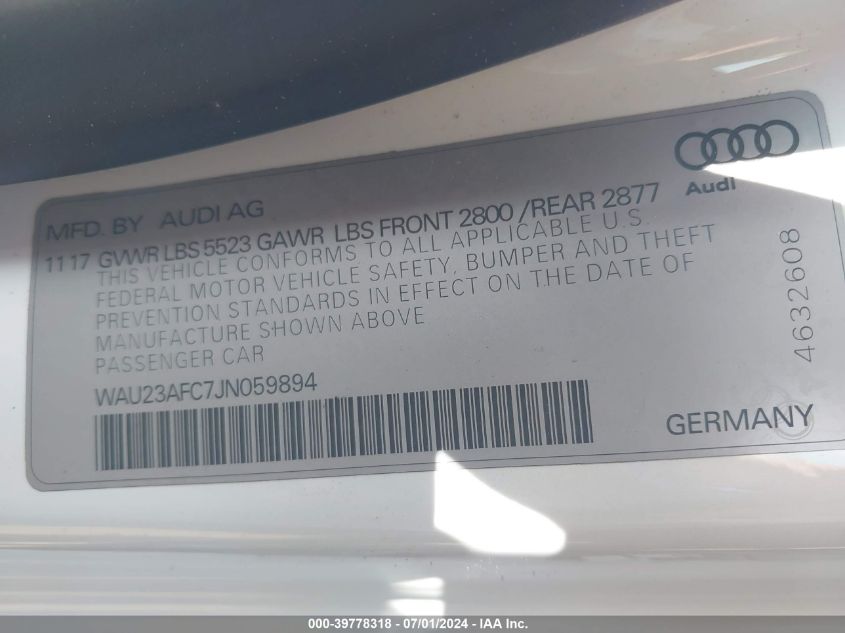 Audi
MFD. BY AUDI AG
11 17 GVWR LBS 5523 GAWR LBS FRONT 2800 /REAR 2877
THIS VEHICLE CONFORMS TO ALL APPLICABLE U.S.
FEDERAL MOTOR VEHICLE SAFETY, BUMPER AND THEFT
PREVENTION STANDARDS IN EFFECT ON THE DATE OF
MANUFACTURE SHOWN ABOVE
PASSENGER CAR
WAU23AFC7JN059894
4632608
GERMANY
000-39778318 - 07/01/2024 - IAA Inc.